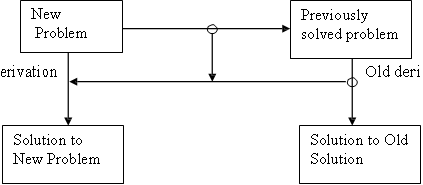 New
Problem
Previously
solved problem
erivation
Old deri
Solution to
New Problem
Solution to Old
Solution